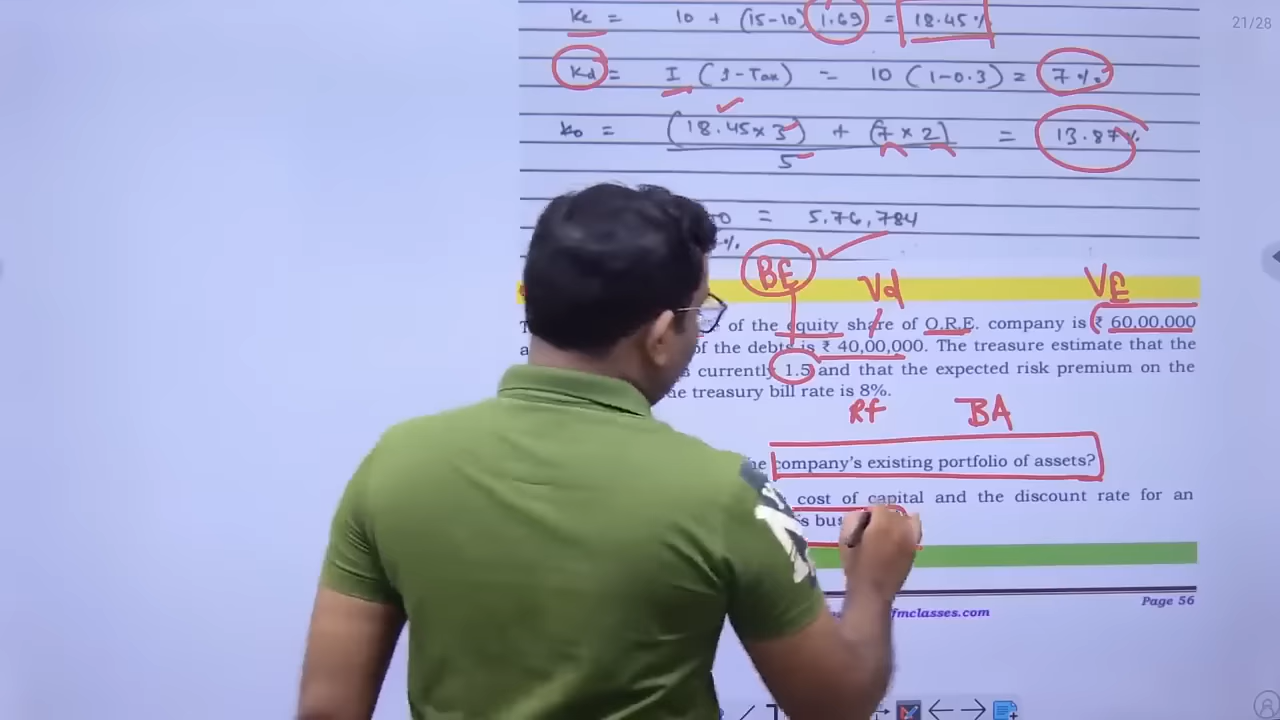 21/28
Ke = 10 + (15-10) 1.69 = 18.45%
Kd = I (1-Tax) = 10 (1-0.3) = 7%
Ko = (18.45x3) + (7 x 2) = 13.87%
5
= 5,76,784
%.
BE Vd VE
of the equity share of O.R.E. company is ₹ 60,00,000
of the debts is ₹ 40,00,000. The treasure estimate that the
currently 1.5 and that the expected risk premium on the
treasury bill rate is 8%.
Rf BA
company's existing portfolio of assets?
cost of capital and the discount rate for an
Page 56
fmclasses.com